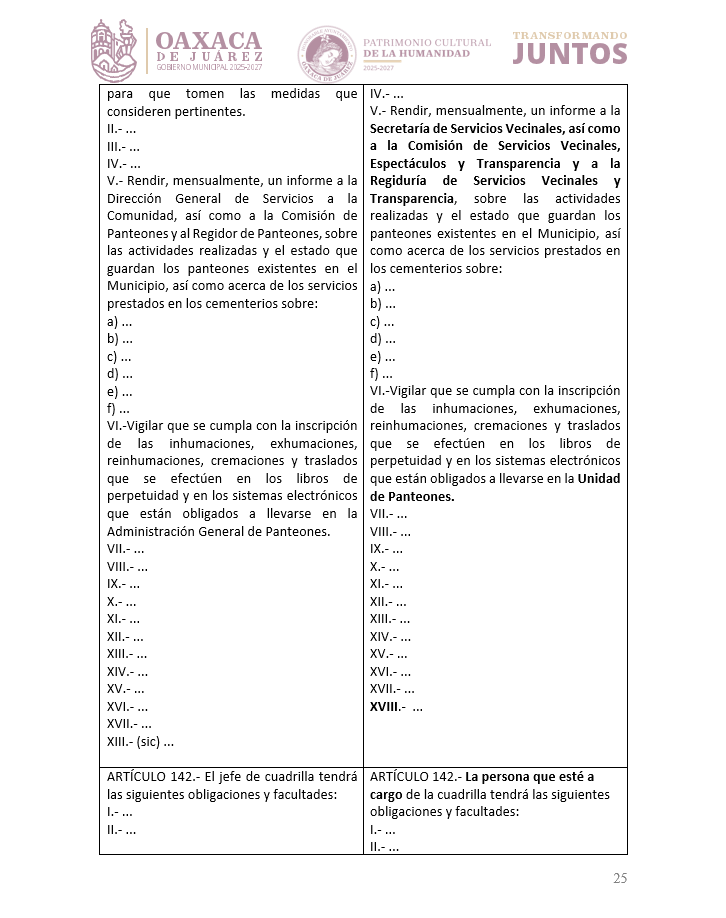 OAXACA
DE JUÁREZ
GOBIERNO MUNICIPAL 2025-2027
PATRIMONIO CULTURAL
DE LA HUMANIDAD
2025-2027
TRANSFORMANDO
JUNTOS
para que tomen las medidas que
consideren pertinentes.
II.- ...
III.- ...
IV.- ...
V.- Rendir, mensualmente, un informe a la
Dirección General de Servicios a la
Comunidad, así como a la Comisión de
Panteones y al Regidor de Panteones, sobre
las actividades realizadas y el estado que
guardan los panteones existentes en el
Municipio, así como acerca de los servicios
prestados en los cementerios sobre:
a) ...
b) ...
c) ...
d) ...
e) ...
f) ...
VI.-Vigilar que se cumpla con la inscripción
de las inhumaciones, exhumaciones,
reinhumaciones, cremaciones y traslados
que se efectúen en los libros de
perpetuidad y en los sistemas electrónicos
que están obligados a llevarse en la
Administración General de Panteones.
VII.- ...
VIII.- ...
IX.- ...
X.- ...
XI.- ...
XII.- ...
XIII.- ...
XIV.- ...
XV.- ...
XVI.- ...
XVII.- ...
XIII.- (sic) ...
IV.- ...
V.- Rendir, mensualmente, un informe a la
Secretaría de Servicios Vecinales, así como
a la Comisión de Servicios Vecinales,
Espectáculos y Transparencia y a la
Regiduría de Servicios Vecinales y
Transparencia, sobre las actividades
realizadas y el estado que guardan los
panteones existentes en el Municipio, así
como acerca de los servicios prestados en
los cementerios sobre:
a) ...
b) ...
c) ...
d) ...
e) ...
f) ...
VI.-Vigilar que se cumpla con la inscripción
de las inhumaciones, exhumaciones,
reinhumaciones, cremaciones y traslados
que se efectúen en los libros de
perpetuidad y en los sistemas electrónicos
que están obligados a llevarse en la Unidad
de Panteones.
VII.- ...
VIII.- ...
IX.- ...
X.- ...
XI.- ...
XII.- ...
XIII.- ...
XIV.- ...
XV.- ...
XVI.- ...
XVII.- ...
XVIII.- ...
ARTÍCULO 142.- El jefe de cuadrilla tendrá
las siguientes obligaciones y facultades:
I.- ...
II.- ...
ARTÍCULO 142.- La persona que esté a
cargo de la cuadrilla tendrá las siguientes
obligaciones y facultades:
I.- ...
II.- ...
25